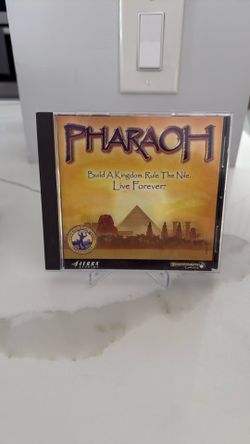 PHARAOH
Build A Kingdom. Rule The Nile.
Live Forever.
SIERRA